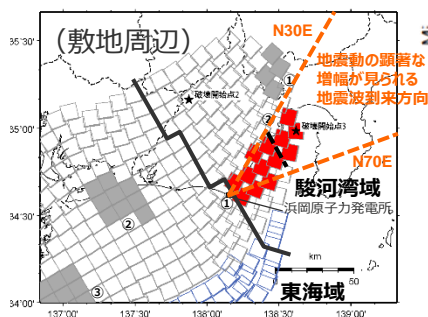 （敷地周辺）
N30E
地震動の顕著な
増幅が見られる
地震波到来方向
35˚30'
①
破壊開始点2
②
破壊開始点3
35˚00'
N70E
駿河湾域
①
浜岡原子力発電所
34˚30'
②
km
0
50
③
東海域
34˚00'
137˚00'
137˚30'
138˚00'
138˚30'
139˚00'